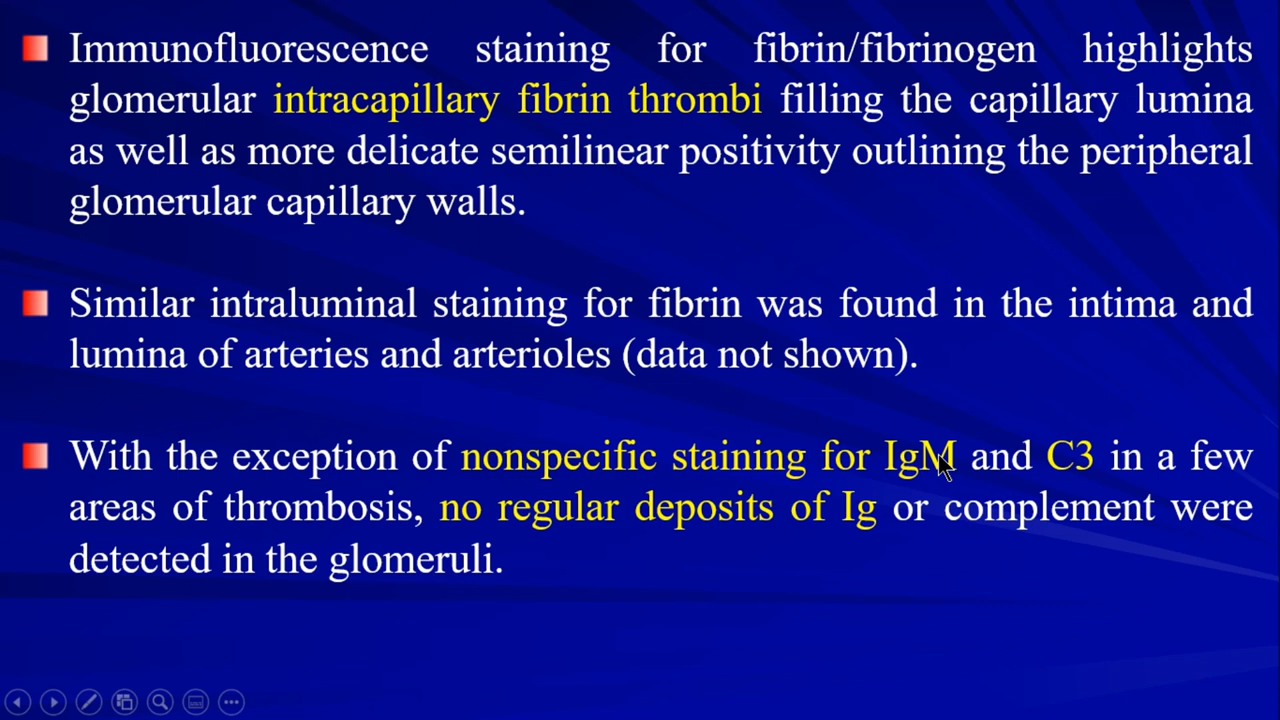 Immunofluorescence staining for fibrin/fibrinogen highlights
glomerular intracapillary fibrin thrombi filling the capillary lumina
as well as more delicate semilinear positivity outlining the peripheral
glomerular capillary walls.
Similar intraluminal staining for fibrin was found in the intima and
lumina of arteries and arterioles (data not shown).
With the exception of nonspecific staining for IgM and C3 in a few
areas of thrombosis, no regular deposits of Ig or complement were
detected in the glomeruli.